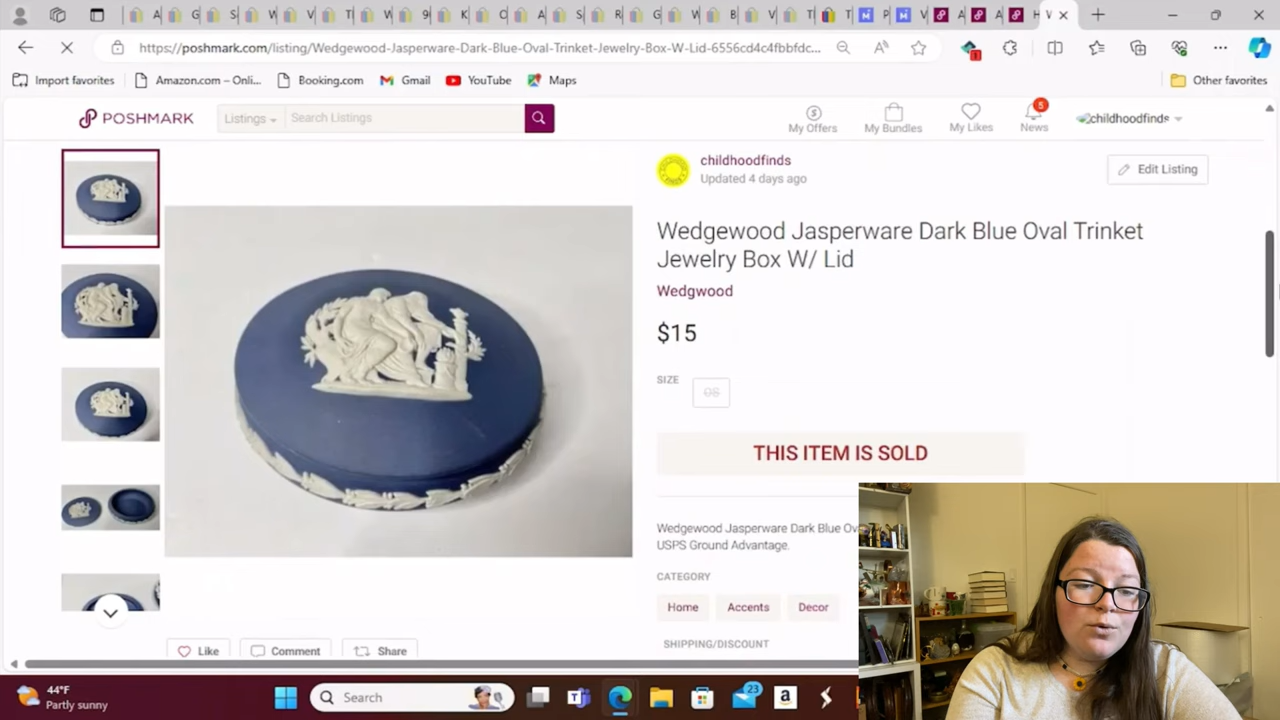 A
G
S
W
V
T
W
9
K
C
A
S
R
G
W
B
V
T
T
P
V
A
A
H
W
https://poshmark.com/listing/Wedgewood-Jasperware-Dark-Blue-Oval-Trinket-Jewelry-Box-W-Lid-6556cd4c4fbbfdc...
Import favorites
Amazon.com – Onli...
Booking.com
Gmail
YouTube
Maps
Other favorites
POSHMARK
Listings
Search Listings
My Offers
My Bundles
My Likes
5
News
childhoodfinds
childhoodfinds
Updated 4 days ago
Edit Listing
Wedgewood Jasperware Dark Blue Oval Trinket
Jewelry Box W/ Lid
Wedgwood
$15
SIZE
OS
THIS ITEM IS SOLD
Wedgewood Jasperware Dark Blue Ov
USPS Ground Advantage.
CATEGORY
Home
Accents
Decor
SHIPPING/DISCOUNT
Like
Comment
Share
44°F
Partly sunny
Search
23